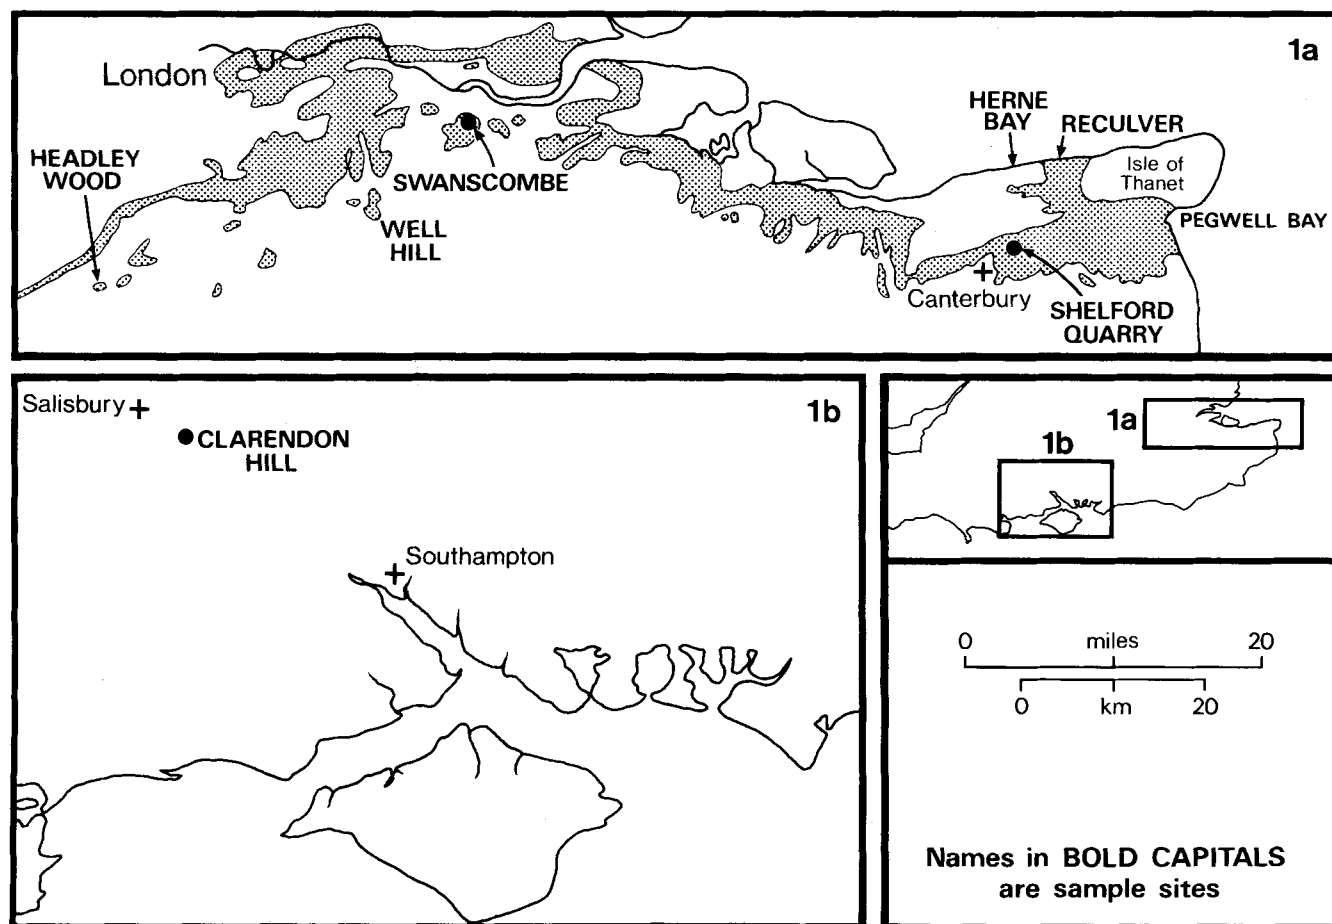 1a
London
HEADLEY
WOOD
SWANSCOMBE
WELL
HILL
HERNE
BAY
RECULVER
Isle of
Thanet
PEGWELL BAY
Canterbury
SHELFORD
QUARRY
Salisbury
1b
CLARENDON
HILL
Southampton
1a
1b
0 miles 20
0 km 20
Names in BOLD CAPITALS
are sample sites